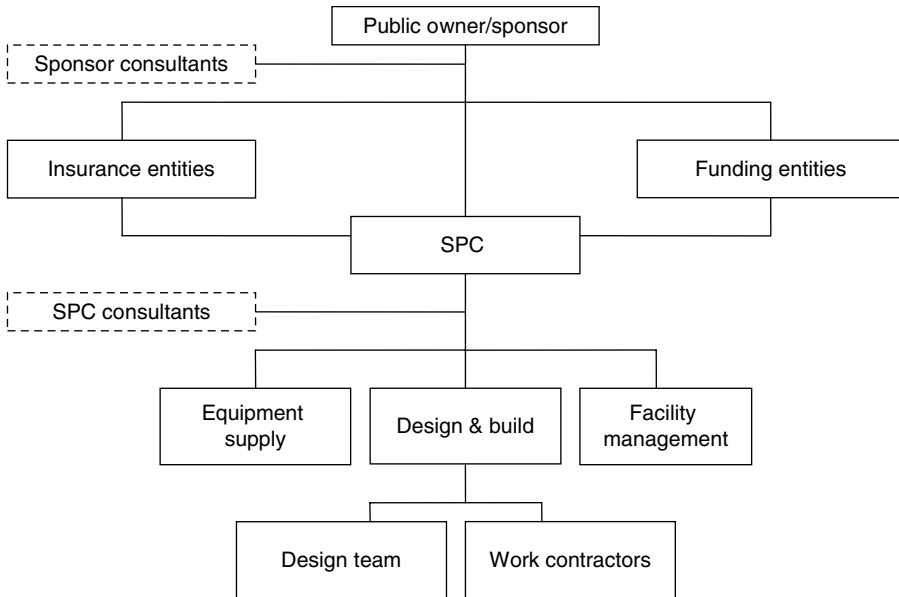 Public owner/sponsor
Sponsor consultants
Insurance entities
Funding entities
SPC
SPC consultants
Equipment
supply
Design & build
Facility
management
Design team
Work contractors